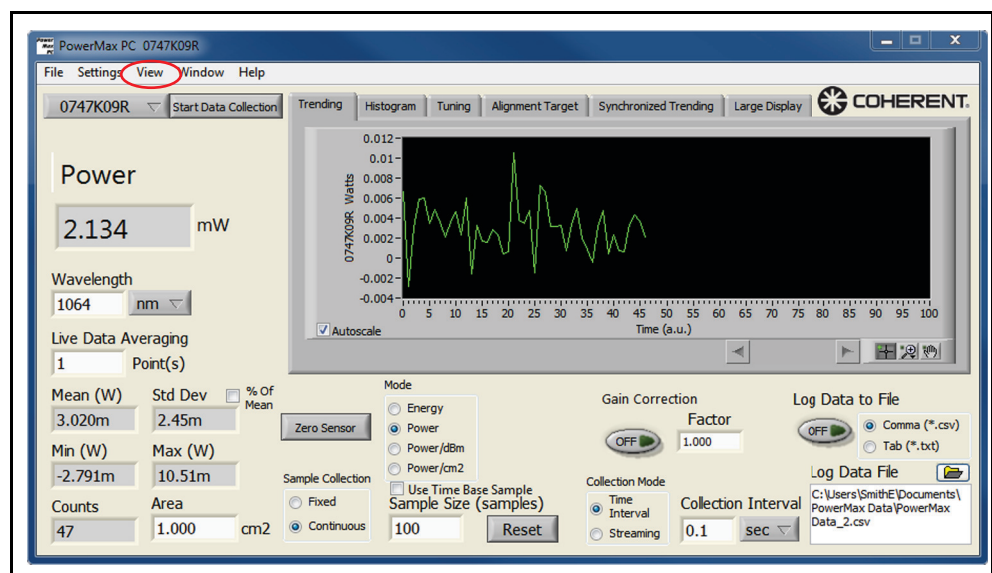 PowerMax PC 0747K09R
File Settings View Window Help
0747K09R Start Data Collection
Trending Histogram Tuning Alignment Target Synchronized Trending Large Display
COHERENT.
Power
2.134 mW
Wavelength
1064 nm
Live Data Averaging
1 Point(s)
0747K09R Watts
0.012
0.01
0.008
0.006
0.004
0.002
0
-0.002
-0.004
0 5 10 15 20 25 30 35 40 45 50 55 60 65 70 75 80 85 90 95 100
Autoscale
Time (a.u.)
Mean (W) Std Dev % Of Mean
3.020m 2.45m
Min (W) Max (W)
-2.791m 10.51m
Counts Area
47 1.000 cm2
Zero Sensor
Sample Collection
Fixed
Continuous
Mode
Energy
Power
Power/dBm
Power/cm2
Use Time Base Sample
Sample Size (samples)
100 Reset
Gain Correction
Factor
OFF 1.000
Collection Mode
Time Interval
Streaming
Collection Interval
0.1 sec
Log Data to File
OFF
Comma (*.csv)
Tab (*.txt)
Log Data File
C:\Users\SmithE\Documents\
PowerMax Data\PowerMax
Data_2.csv